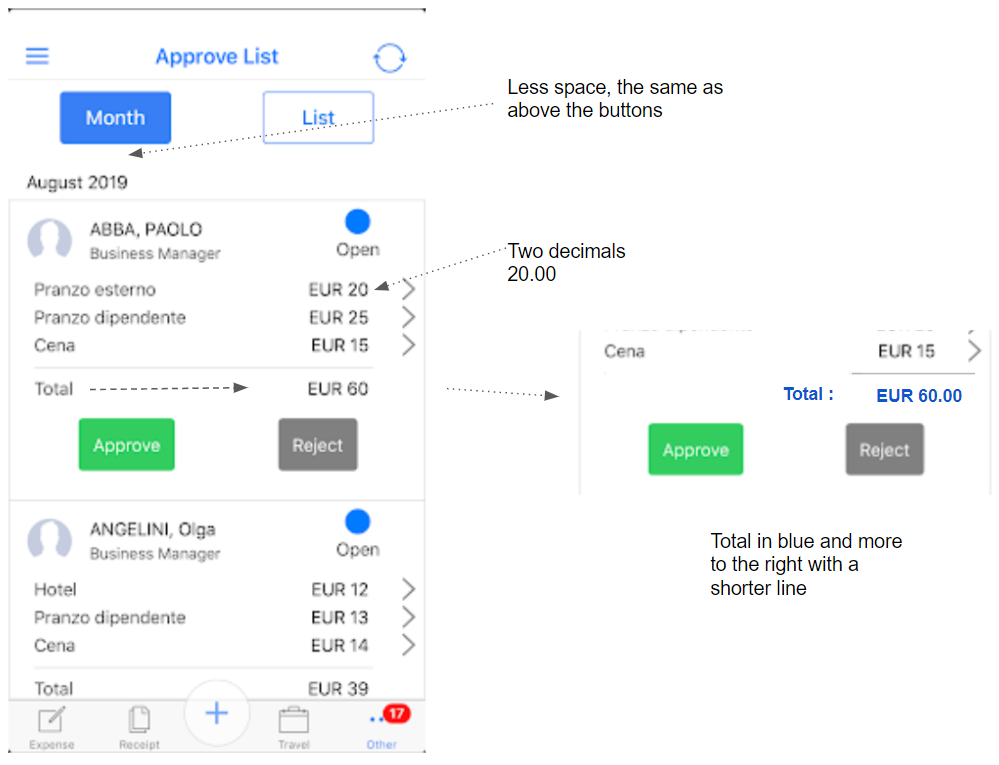 Approve List
Month
List
Less space, the same as
above the buttons
August 2019
ABBA, PAOLO
Business Manager
Open
Two decimals
20.00
Pranzo esterno EUR 20
Pranzo dipendente EUR 25
Cena EUR 15
Total EUR 60
Approve
Reject
Cena EUR 15
Total : EUR 60.00
Approve
Reject
Total in blue and more
to the right with a
shorter line
ANGELINI, Olga
Business Manager
Open
Hotel EUR 12
Pranzo dipendente EUR 13
Cena EUR 14
Total EUR 39
17
Expense
Receipt
+
Travel
Other